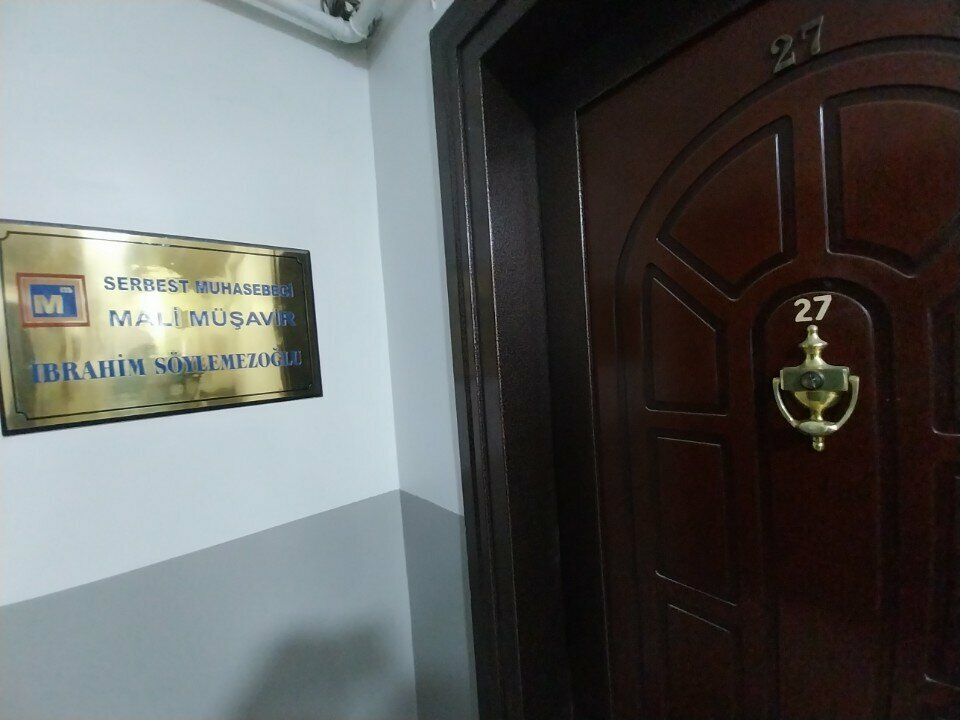 M
SERBEST MUHASEBECİ
MALİ MÜŞAVİR
İBRAHİM SÖYLEMEZOĞLU
27
27